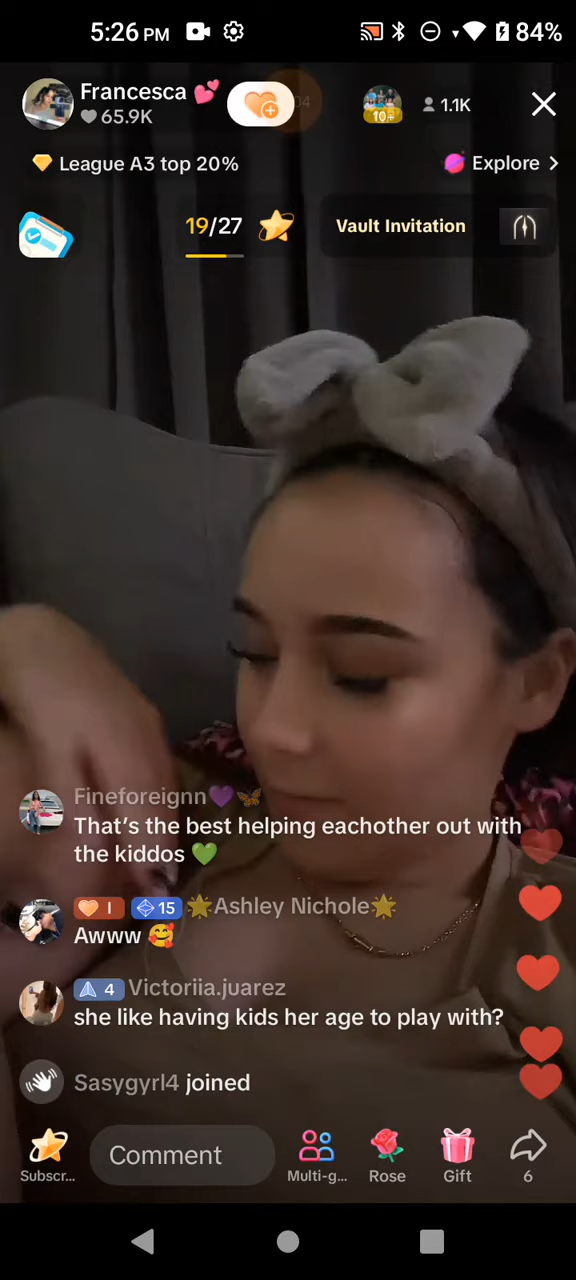 5:26 PM
84%
Francesca 💕
65.9K
10+
1.1K
League A3 top 20%
Explore >
19/27
Vault Invitation
Fineforeignn💜🦋
That's the best helping eachother out with
the kiddos 💚
I 15 🌟Ashley Nichole🌟
Awww 🥰
4 Victoriia.juarez
she like having kids her age to play with?
Sasygyrl4 joined
Comment
Subscr... Multi-g... Rose Gift 6